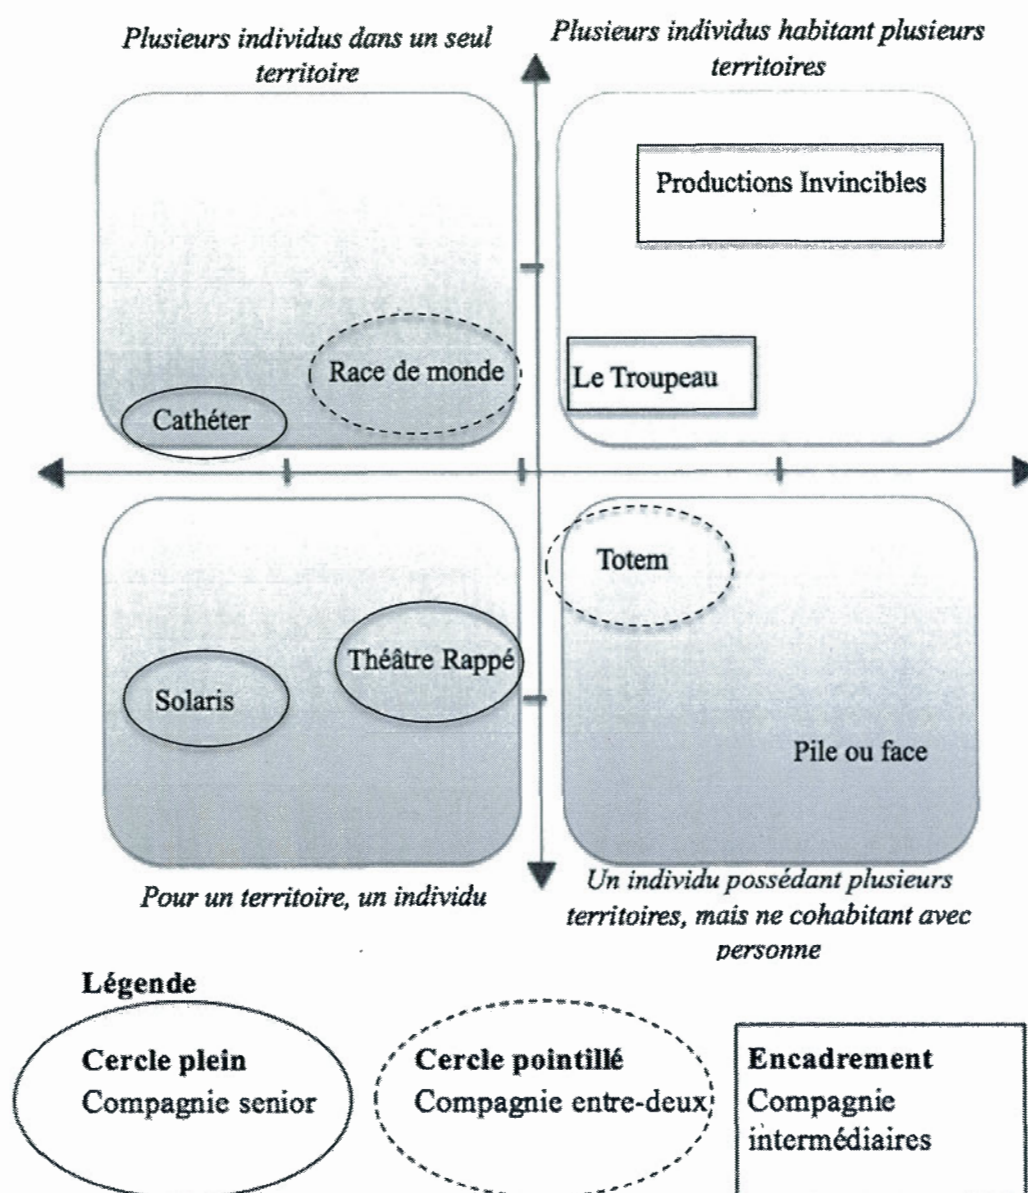 Plusieurs individus dans un seul
territoire
Plusieurs individus habitant plusieurs
territoires
Productions Invincibles
Race de monde
Le Troupeau
Cathéter
Totem
Théâtre Rappé
Solaris
Pile ou face
Pour un territoire, un individu
Un individu possédant plusieurs
territoires, mais ne cohabitant avec
personne
Légende
Cercle plein
Compagnie senior
Cercle pointillé
Compagnie entre-deux
Encadrement
Compagnie
intermédiaires